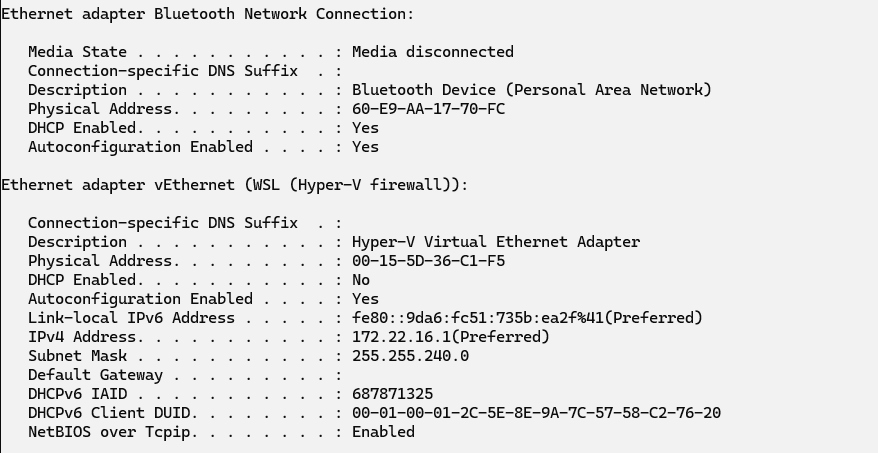 Ethernet adapter Bluetooth Network Connection:
Media State . . . . . . . . . . . : Media disconnected
Connection-specific DNS Suffix  . :
Description . . . . . . . . . . . : Bluetooth Device (Personal Area Network)
Physical Address. . . . . . . . . : 60-E9-AA-17-70-FC
DHCP Enabled. . . . . . . . . . . : Yes
Autoconfiguration Enabled . . . . : Yes
Ethernet adapter vEthernet (WSL (Hyper-V firewall)):
Connection-specific DNS Suffix  . :
Description . . . . . . . . . . . : Hyper-V Virtual Ethernet Adapter
Physical Address. . . . . . . . . : 00-15-5D-36-C1-F5
DHCP Enabled. . . . . . . . . . . : No
Autoconfiguration Enabled . . . . : Yes
Link-local IPv6 Address . . . . . : fe80::9da6:fc51:735b:ea2f%41(Preferred)
IPv4 Address. . . . . . . . . . . : 172.22.16.1(Preferred)
Subnet Mask . . . . . . . . . . . : 255.255.240.0
Default Gateway . . . . . . . . . :
DHCPv6 IAID . . . . . . . . . . . : 687871325
DHCPv6 Client DUID. . . . . . . . : 00-01-00-01-2C-5E-8E-9A-7C-57-58-C2-76-20
NetBIOS over Tcpip. . . . . . . . : Enabled